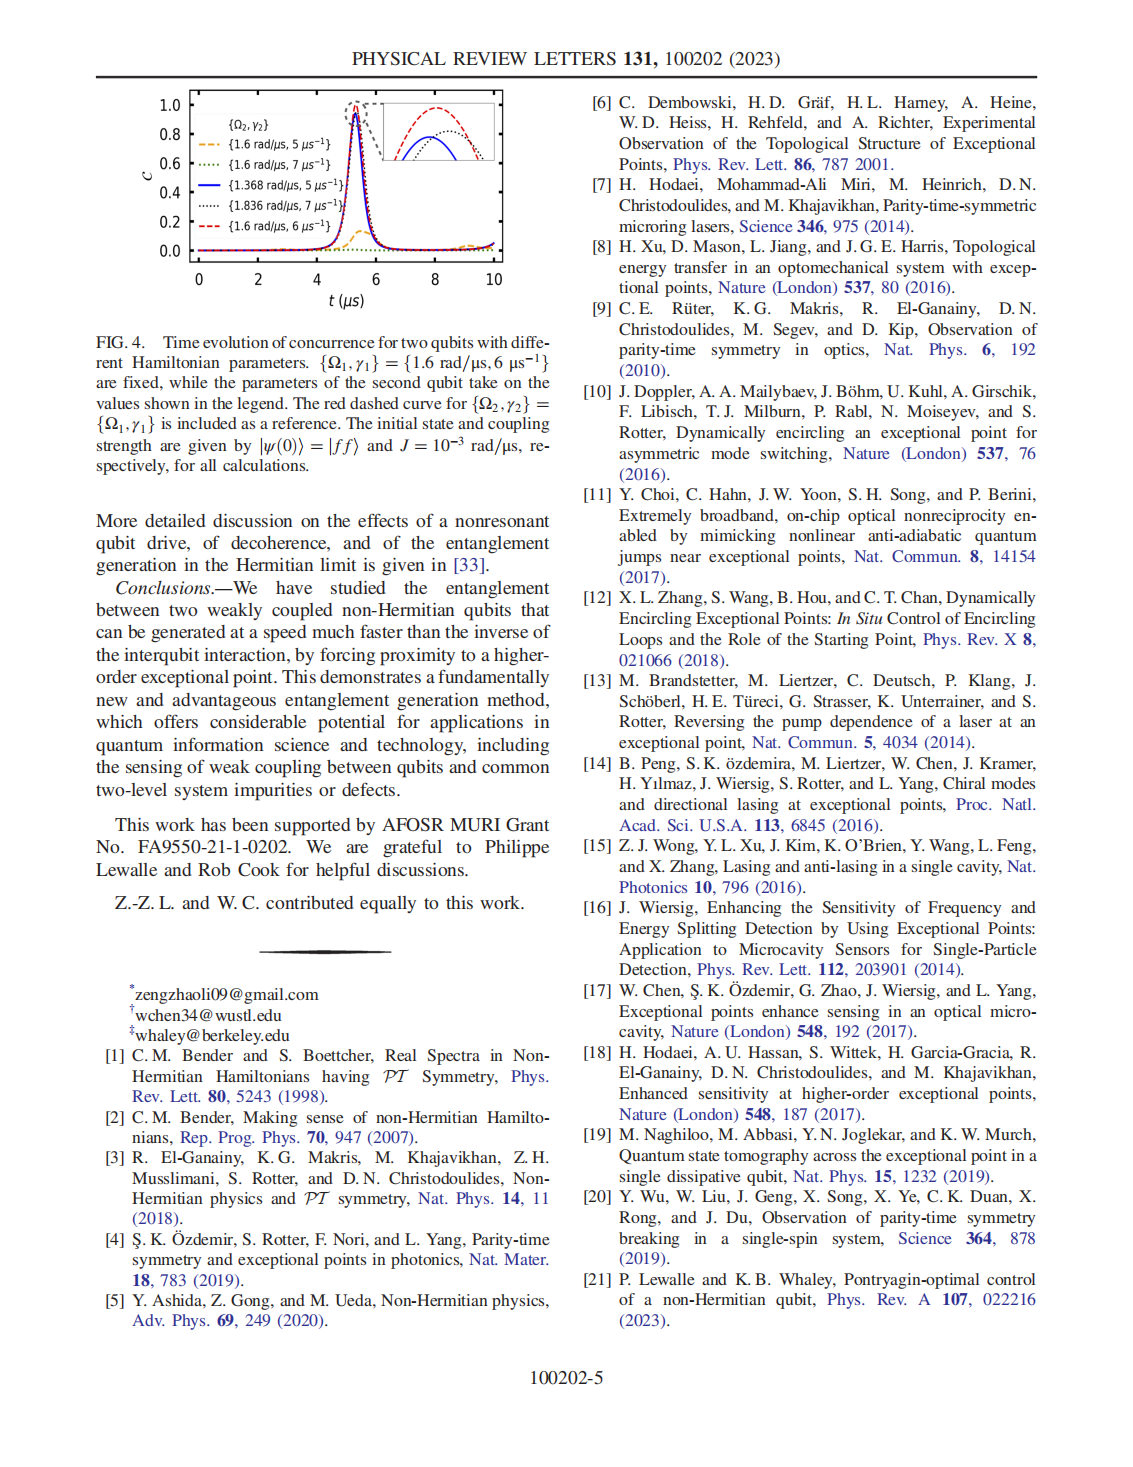 PHYSICAL REVIEW LETTERS 131, 100202 (2023)
1.0
0.8
0.6
0.4
0.2
0.0
C
{Ω2, γ2}
{1.6 rad/μs, 5 μs−1}
{1.6 rad/μs, 7 μs−1}
{1.368 rad/μs, 5 μs−1}
{1.836 rad/μs, 7 μs−1}
{1.6 rad/μs, 6 μs−1}
0 2 4 6 8 10
t (μs)
FIG. 4. Time evolution of concurrence for two qubits with diffe-
rent Hamiltonian parameters. {Ω1, γ1} = {1.6 rad/μs, 6 μs−1}
are fixed, while the parameters of the second qubit take on the
values shown in the legend. The red dashed curve for {Ω2, γ2} =
{Ω1, γ1} is included as a reference. The initial state and coupling
strength are given by |ψ(0)⟩ = |ff⟩ and J = 10−3 rad/μs, re-
spectively, for all calculations.
More detailed discussion on the effects of a nonresonant
qubit drive, of decoherence, and of the entanglement
generation in the Hermitian limit is given in [33].
Conclusions.—We have studied the entanglement
between two weakly coupled non-Hermitian qubits that
can be generated at a speed much faster than the inverse of
the interqubit interaction, by forcing proximity to a higher-
order exceptional point. This demonstrates a fundamentally
new and advantageous entanglement generation method,
which offers considerable potential for applications in
quantum information science and technology, including
the sensing of weak coupling between qubits and common
two-level system impurities or defects.
This work has been supported by AFOSR MURI Grant
No. FA9550-21-1-0202. We are grateful to Philippe
Lewalle and Rob Cook for helpful discussions.
Z.-Z. L. and W. C. contributed equally to this work.
*zengzhaoli09@gmail.com
†wchen34@wustl.edu
‡whaley@berkeley.edu
[1] C. M. Bender and S. Boettcher, Real Spectra in Non-
Hermitian Hamiltonians having PT Symmetry, Phys.
Rev. Lett. 80, 5243 (1998).
[2] C. M. Bender, Making sense of non-Hermitian Hamilto-
nians, Rep. Prog. Phys. 70, 947 (2007).
[3] R. El-Ganainy, K. G. Makris, M. Khajavikhan, Z. H.
Musslimani, S. Rotter, and D. N. Christodoulides, Non-
Hermitian physics and PT symmetry, Nat. Phys. 14, 11
(2018).
[4] Ş. K. Özdemir, S. Rotter, F. Nori, and L. Yang, Parity-time
symmetry and exceptional points in photonics, Nat. Mater.
18, 783 (2019).
[5] Y. Ashida, Z. Gong, and M. Ueda, Non-Hermitian physics,
Adv. Phys. 69, 249 (2020).
[6] C. Dembowski, H. D. Gräf, H. L. Harney, A. Heine,
W. D. Heiss, H. Rehfeld, and A. Richter, Experimental
Observation of the Topological Structure of Exceptional
Points, Phys. Rev. Lett. 86, 787 2001.
[7] H. Hodaei, Mohammad-Ali Miri, M. Heinrich, D. N.
Christodoulides, and M. Khajavikhan, Parity-time-symmetric
microring lasers, Science 346, 975 (2014).
[8] H. Xu, D. Mason, L. Jiang, and J. G. E. Harris, Topological
energy transfer in an optomechanical system with excep-
tional points, Nature (London) 537, 80 (2016).
[9] C. E. Rüter, K. G. Makris, R. El-Ganainy, D. N.
Christodoulides, M. Segev, and D. Kip, Observation of
parity-time symmetry in optics, Nat. Phys. 6, 192
(2010).
[10] J. Doppler, A. A. Mailybaev, J. Böhm, U. Kuhl, A. Girschik,
F. Libisch, T. J. Milburn, P. Rabl, N. Moiseyev, and S.
Rotter, Dynamically encircling an exceptional point for
asymmetric mode switching, Nature (London) 537, 76
(2016).
[11] Y. Choi, C. Hahn, J. W. Yoon, S. H. Song, and P. Berini,
Extremely broadband, on-chip optical nonreciprocity en-
abled by mimicking nonlinear anti-adiabatic quantum
jumps near exceptional points, Nat. Commun. 8, 14154
(2017).
[12] X. L. Zhang, S. Wang, B. Hou, and C. T. Chan, Dynamically
Encircling Exceptional Points: In Situ Control of Encircling
Loops and the Role of the Starting Point, Phys. Rev. X 8,
021066 (2018).
[13] M. Brandstetter, M. Liertzer, C. Deutsch, P. Klang, J.
Schöberl, H. E. Türeci, G. Strasser, K. Unterrainer, and S.
Rotter, Reversing the pump dependence of a laser at an
exceptional point, Nat. Commun. 5, 4034 (2014).
[14] B. Peng, S. K. özdemira, M. Liertzer, W. Chen, J. Kramer,
H. Yılmaz, J. Wiersig, S. Rotter, and L. Yang, Chiral modes
and directional lasing at exceptional points, Proc. Natl.
Acad. Sci. U.S.A. 113, 6845 (2016).
[15] Z. J. Wong, Y. L. Xu, J. Kim, K. O'Brien, Y. Wang, L. Feng,
and X. Zhang, Lasing and anti-lasing in a single cavity, Nat.
Photonics 10, 796 (2016).
[16] J. Wiersig, Enhancing the Sensitivity of Frequency and
Energy Splitting Detection by Using Exceptional Points:
Application to Microcavity Sensors for Single-Particle
Detection, Phys. Rev. Lett. 112, 203901 (2014).
[17] W. Chen, Ş. K. Özdemir, G. Zhao, J. Wiersig, and L. Yang,
Exceptional points enhance sensing in an optical micro-
cavity, Nature (London) 548, 192 (2017).
[18] H. Hodaei, A. U. Hassan, S. Wittek, H. Garcia-Gracia, R.
El-Ganainy, D. N. Christodoulides, and M. Khajavikhan,
Enhanced sensitivity at higher-order exceptional points,
Nature (London) 548, 187 (2017).
[19] M. Naghiloo, M. Abbasi, Y. N. Joglekar, and K. W. Murch,
Quantum state tomography across the exceptional point in a
single dissipative qubit, Nat. Phys. 15, 1232 (2019).
[20] Y. Wu, W. Liu, J. Geng, X. Song, X. Ye, C. K. Duan, X.
Rong, and J. Du, Observation of parity-time symmetry
breaking in a single-spin system, Science 364, 878
(2019).
[21] P. Lewalle and K. B. Whaley, Pontryagin-optimal control
of a non-Hermitian qubit, Phys. Rev. A 107, 022216
(2023).
100202-5